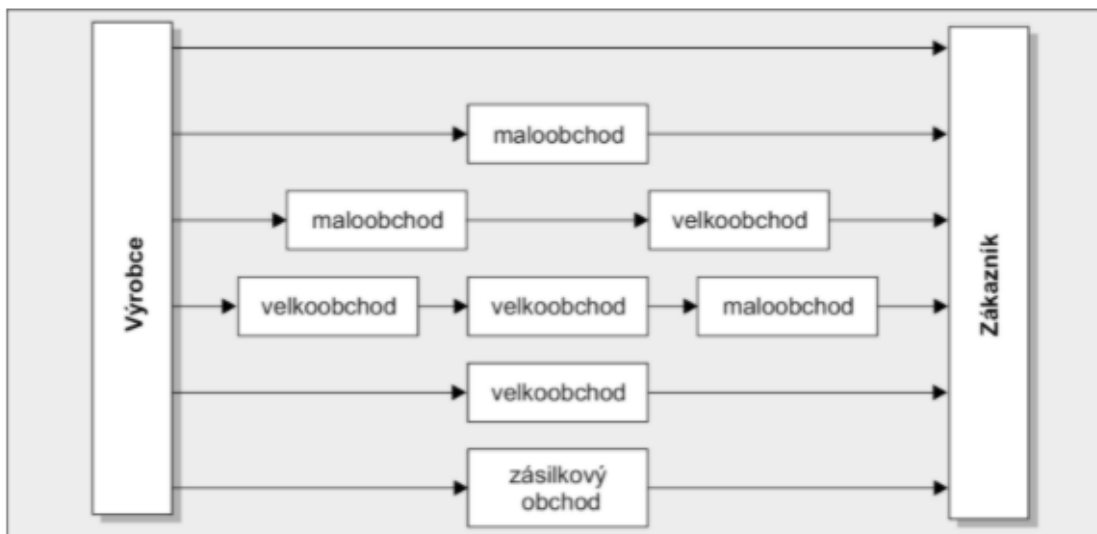 Výrobce
maloobchod
maloobchod
velkoobchod
velkoobchod
velkoobchod
maloobchod
velkoobchod
zásilkový
obchod
Zákazník